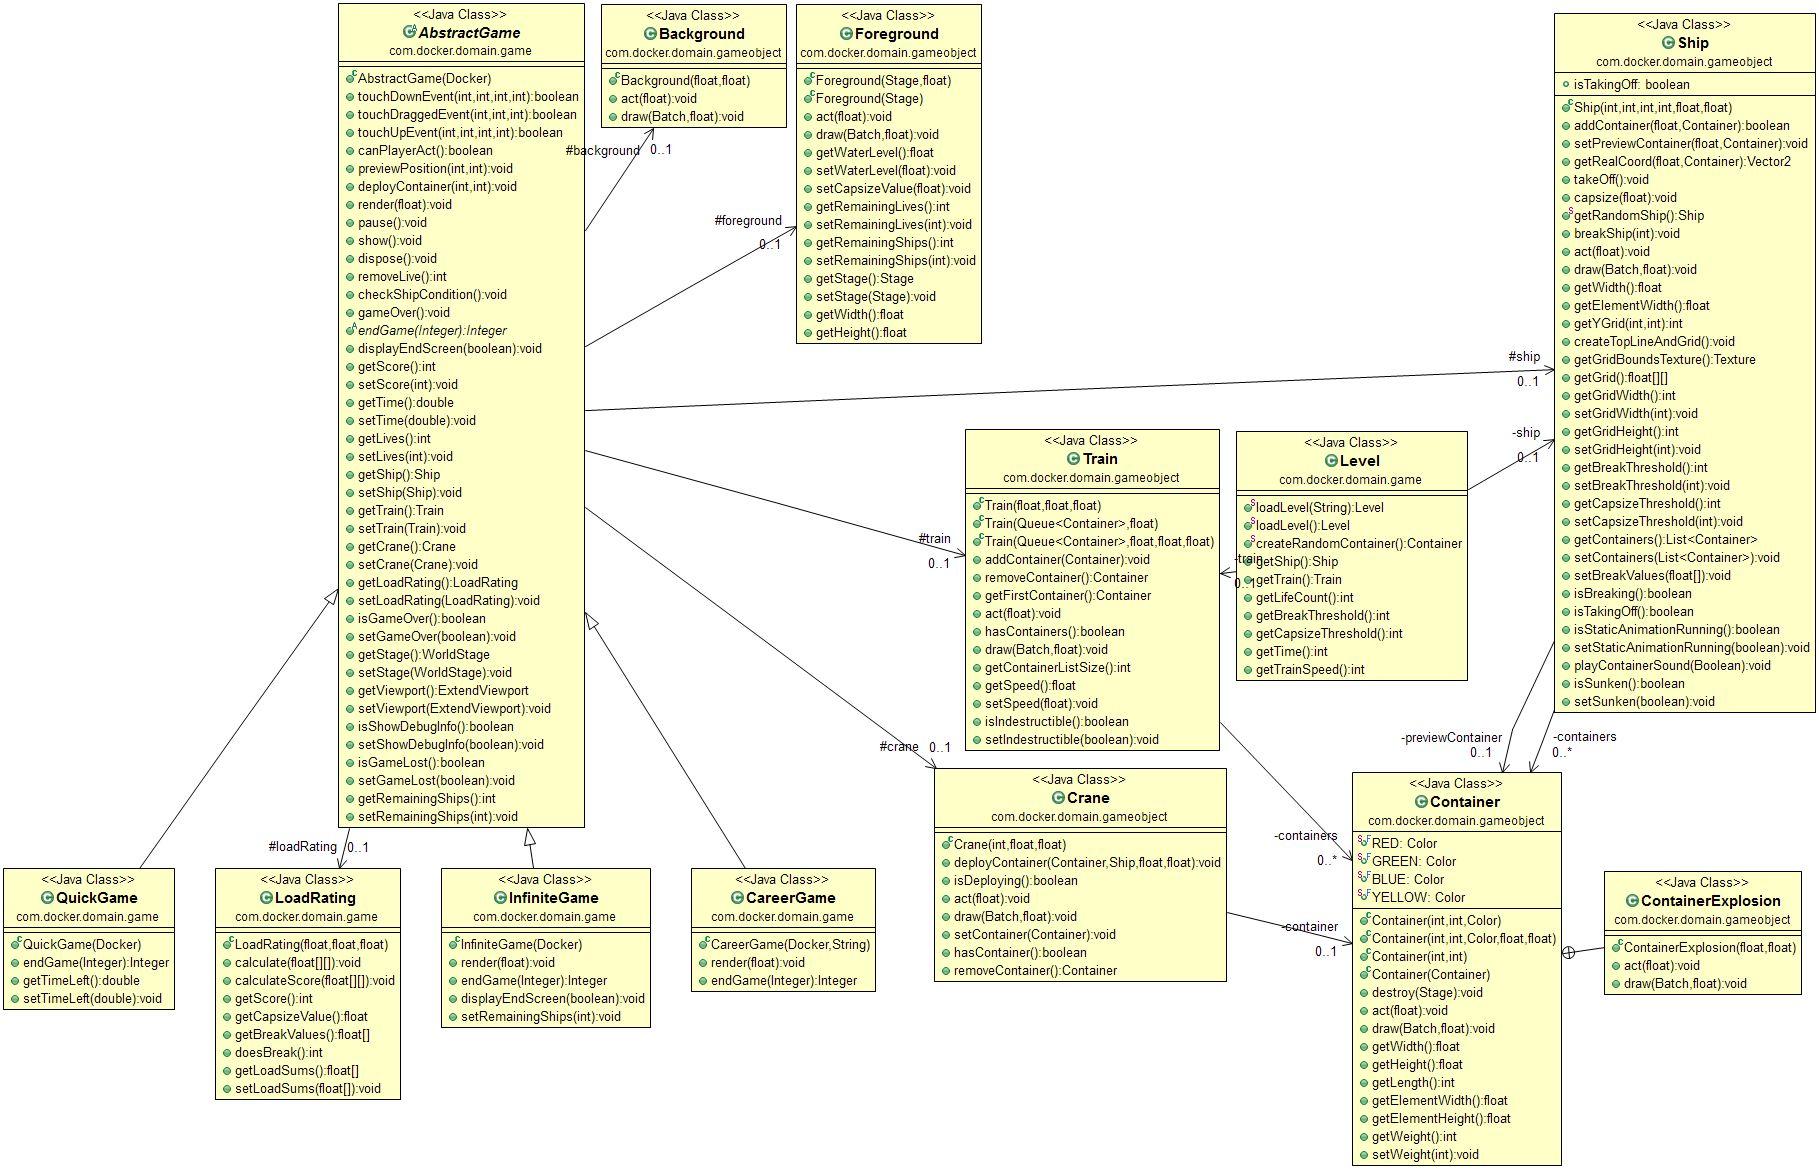 <<Java Class>>
AbstractGame
com.docker.domain.game
AbstractGame(Docker)
touchDownEvent(int,int,int,int):boolean
touchDraggedEvent(int,int,int):boolean
touchUpEvent(int,int,int,int):boolean
canPlayerAct():boolean
previewPosition(int,int):void
deployContainer(int,int):void
render(float):void
pause():void
show():void
dispose():void
removeLive():int
checkShipCondition():void
gameOver():void
endGame(Integer):Integer
displayEndScreen(boolean):void
getScore():int
setScore(int):void
getTime():double
setTime(double):void
getLives():int
setLives(int):void
getShip():Ship
setShip(Ship):void
getTrain():Train
setTrain(Train):void
getCrane():Crane
setCrane(Crane):void
getLoadRating():LoadRating
setLoadRating(LoadRating):void
isGameOver():boolean
setGameOver(boolean):void
getStage():WorldStage
setStage(WorldStage):void
getViewport():ExtendViewport
setViewport(ExtendViewport):void
isShowDebugInfo():boolean
setShowDebugInfo(boolean):void
isGameLost():boolean
setGameLost(boolean):void
getRemainingShips():int
setRemainingShips(int):void
<<Java Class>>
Background
com.docker.domain.gameobject
Background(float,float)
act(float):void
draw(Batch,float):void
#background
0..1
<<Java Class>>
Foreground
com.docker.domain.gameobject
Foreground(Stage,float)
Foreground(Stage)
act(float):void
draw(Batch,float):void
getWaterLevel():float
setWaterLevel(float):void
setCapsizeValue(float):void
getRemainingLives():int
setRemainingLives(int):void
getRemainingShips():int
setRemainingShips(int):void
getStage():Stage
setStage(Stage):void
getWidth():float
getHeight():float
#foreground
0..1
<<Java Class>>
Ship
com.docker.domain.gameobject
isTakingOff: boolean
Ship(int,int,int,int,float,float)
addContainer(float,Container):boolean
setPreviewContainer(float,Container):void
getRealCoord(float,Container):Vector2
takeOff():void
capsize(float):void
getRandomShip():Ship
breakShip(int):void
act(float):void
draw(Batch,float):void
getWidth():float
getElementWidth():float
getYGrid(int,int):int
createTopLineAndGrid():void
getGridBoundsTexture():Texture
getGrid():float[][]
getGridWidth():int
setGridWidth(int):void
getGridHeight():int
setGridHeight(int):void
getBreakThreshold():int
setBreakThreshold(int):void
getCapsizeThreshold():int
setCapsizeThreshold(int):void
getContainers():List<Container>
setContainers(List<Container>):void
setBreakValues(float[]):void
isBreaking():boolean
isTakingOff():boolean
isStaticAnimationRunning():boolean
setStaticAnimationRunning(boolean):void
playContainerSound(Boolean):void
isSunken():boolean
setSunken(boolean):void
#ship
0..1
<<Java Class>>
Train
com.docker.domain.gameobject
Train(float,float,float)
Train(Queue<Container>,float)
Train(Queue<Container>,float,float,float)
addContainer(Container):void
removeContainer():Container
getFirstContainer():Container
act(float):void
hasContainers():boolean
draw(Batch,float):void
getContainerListSize():int
getSpeed():float
setSpeed(float):void
isIndestructible():boolean
setIndestructible(boolean):void
#train
0..1
<<Java Class>>
Level
com.docker.domain.game
loadLevel(String):Level
loadLevel():Level
createRandomContainer():Container
getShip():Ship
getTrain():Train
getLifeCount():int
getBreakThreshold():int
getCapsizeThreshold():int
getTime():int
getTrainSpeed():int
-ship
0..1
-train
0..1
#crane
0..1
<<Java Class>>
Crane
com.docker.domain.gameobject
Crane(int,float,float)
deployContainer(Container,Ship,float,float):void
isDeploying():boolean
act(float):void
draw(Batch,float):void
setContainer(Container):void
hasContainer():boolean
removeContainer():Container
-previewContainer
0..1
-containers
0..*
-containers
0..*
-container
0..1
<<Java Class>>
Container
com.docker.domain.gameobject
RED: Color
GREEN: Color
BLUE: Color
YELLOW: Color
Container(int,int,Color)
Container(int,int,Color,float,float)
Container(int,int)
Container(Container)
destroy(Stage):void
act(float):void
draw(Batch,float):void
getWidth():float
getHeight():float
getLength():int
getElementWidth():float
getElementHeight():float
getWeight():int
setWeight(int):void
<<Java Class>>
ContainerExplosion
com.docker.domain.gameobject
ContainerExplosion(float,float)
act(float):void
draw(Batch,float):void
<<Java Class>>
QuickGame
com.docker.domain.game
QuickGame(Docker)
endGame(Integer):Integer
getTimeLeft():double
setTimeLeft(double):void
#loadRating
0..1
<<Java Class>>
LoadRating
com.docker.domain.game
LoadRating(float,float,float)
calculate(float[][]):void
calculateScore(float[][]):void
getScore():int
getCapsizeValue():float
getBreakValues():float[]
doesBreak():int
getLoadSums():float[]
setLoadSums(float[]):void
<<Java Class>>
InfiniteGame
com.docker.domain.game
InfiniteGame(Docker)
render(float):void
endGame(Integer):Integer
displayEndScreen(boolean):void
setRemainingShips(int):void
<<Java Class>>
CareerGame
com.docker.domain.game
CareerGame(Docker,String)
render(float):void
endGame(Integer):Integer